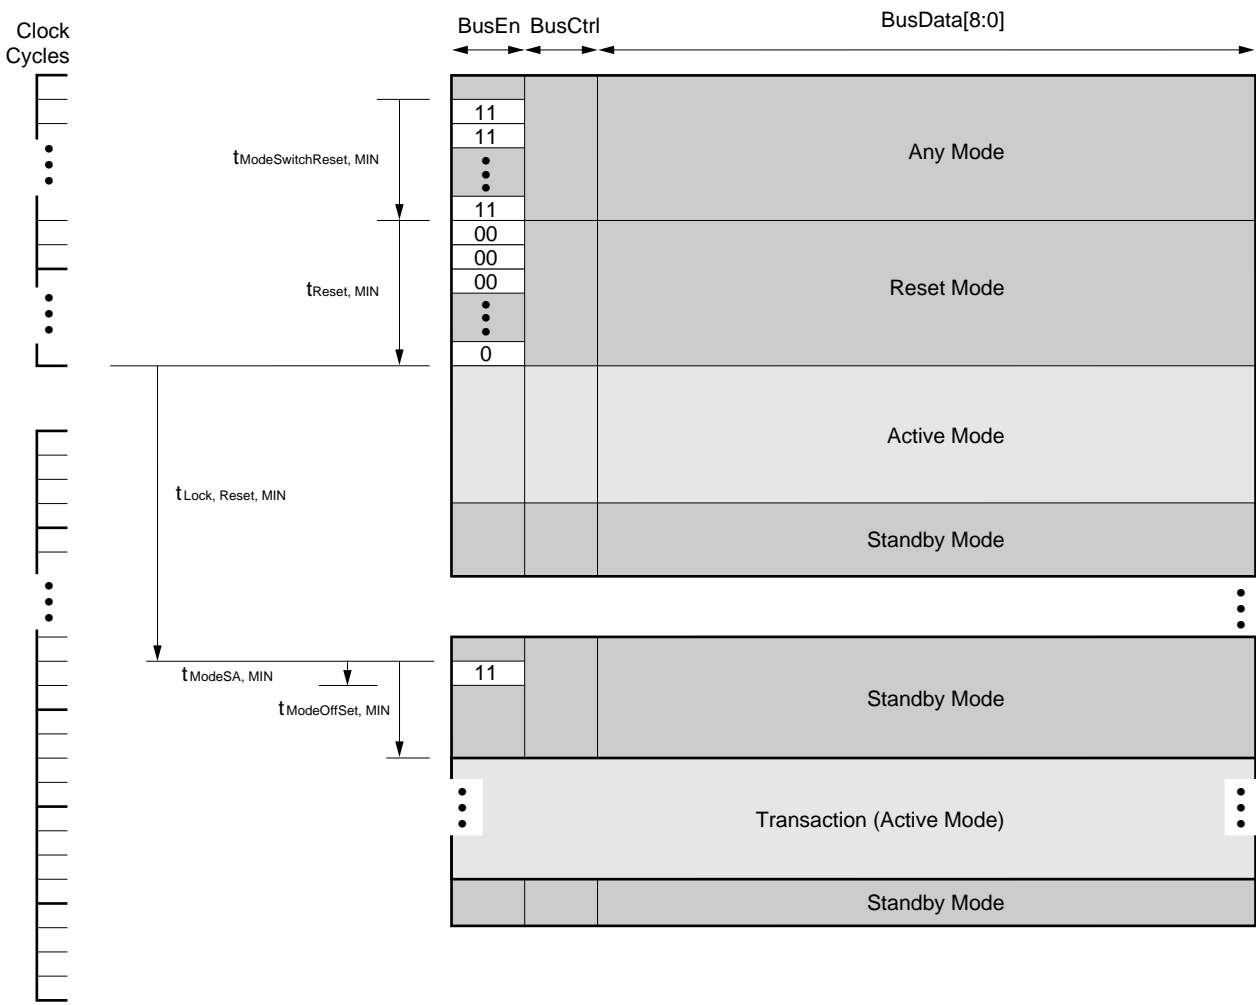 Clock
Cycles
BusEn BusCtrl BusData[8:0]
11
11
tModeSwitchReset, MIN
Any Mode
11
00
00
00
tReset, MIN
Reset Mode
0
Active Mode
tLock, Reset, MIN
Standby Mode
tModeSA, MIN
11
tModeOffSet, MIN
Standby Mode
Transaction (Active Mode)
Standby Mode